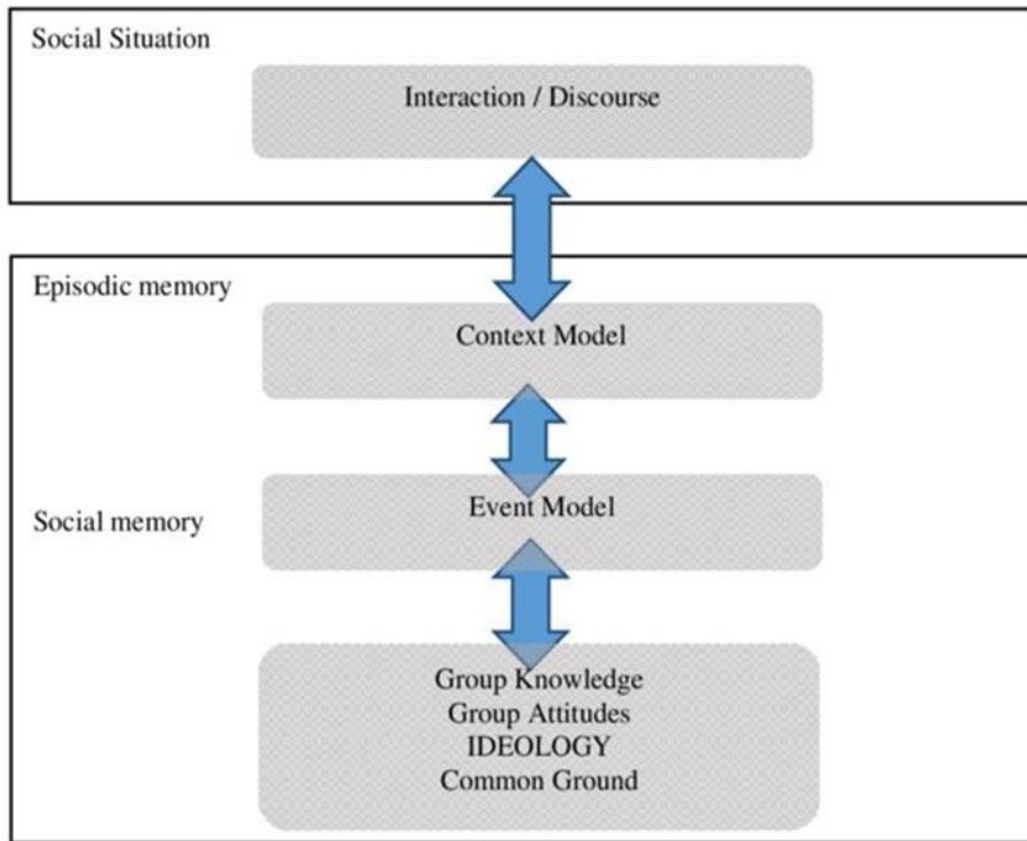 Social Situation
Interaction / Discourse
Episodic memory
Context Model
Event Model
Social memory
Group Knowledge
Group Attitudes
IDEOLOGY
Common Ground